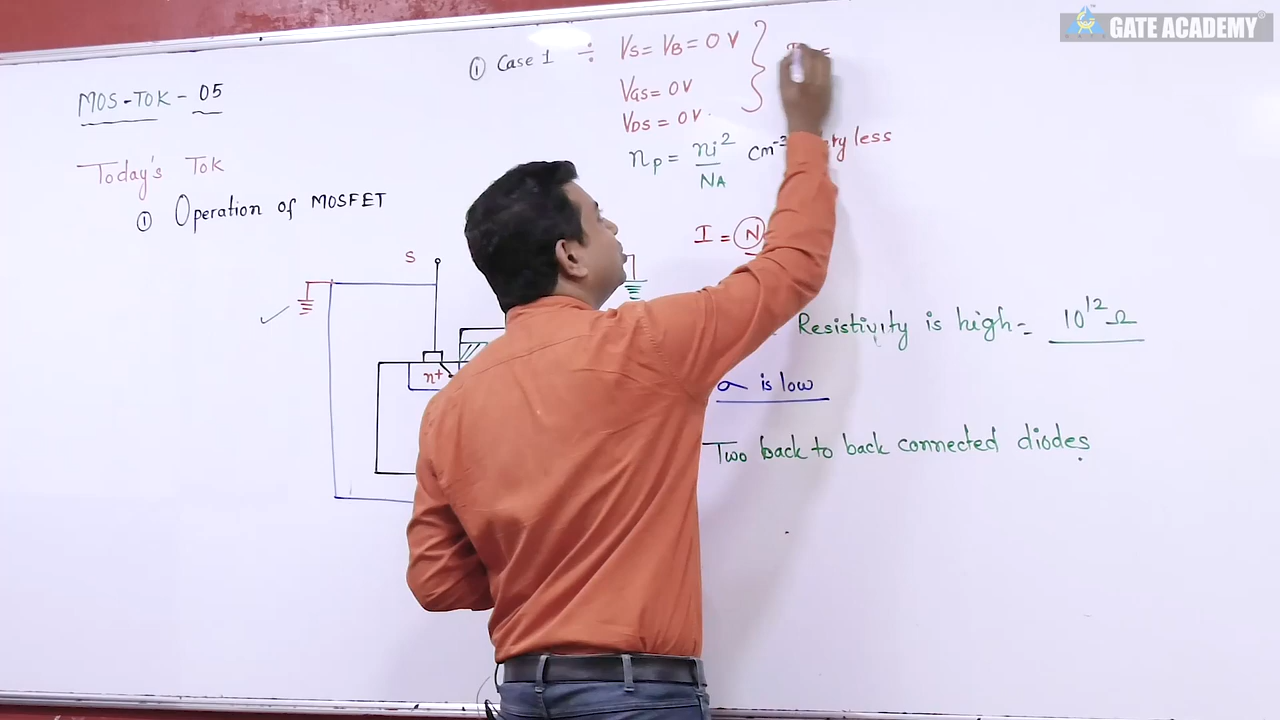 GATE ACADEMY
MOS-TOK-05
Today's TOK
① Operation of MOSFET
① Case 1 ÷ VS = VB = 0 V
VGS = 0 V
VDS = 0 V
nP = ni² / NA cm⁻³ less
I = N
Resistivity is high = 10¹² Ω
σ is low
Two back to back connected diodes
S
n+